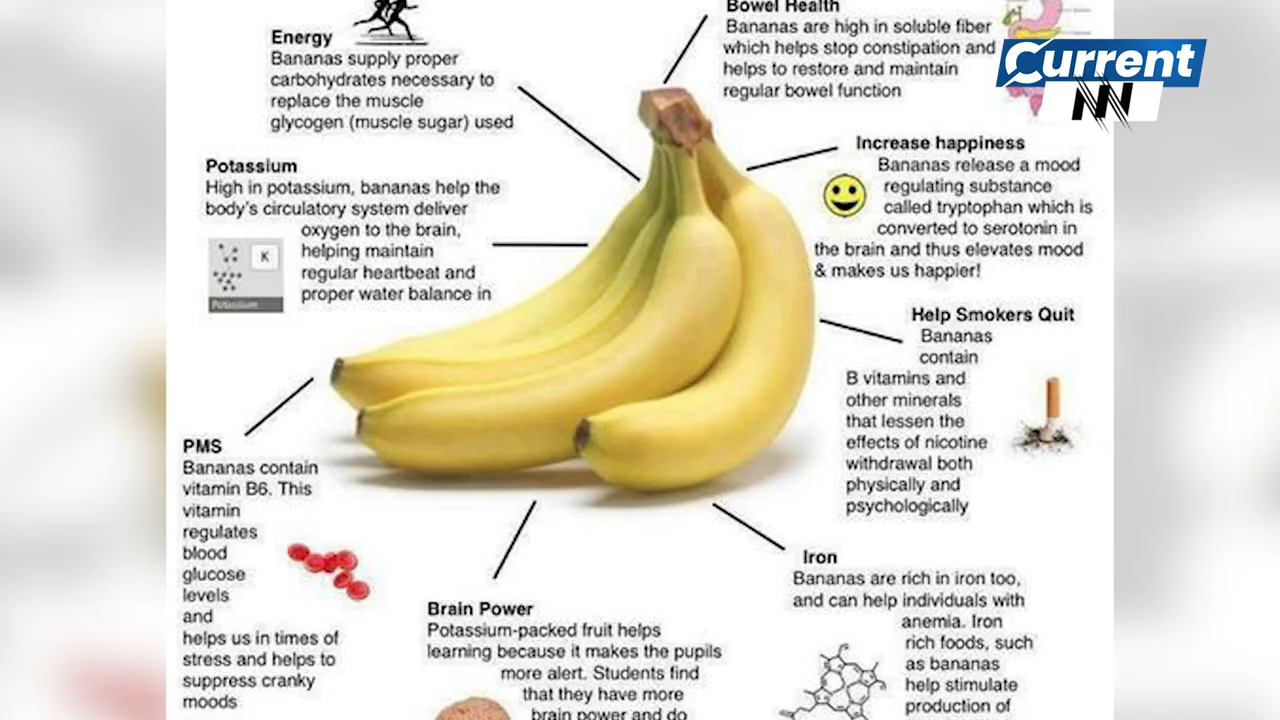 Energy
Bananas supply proper
carbohydrates necessary to
replace the muscle
glycogen (muscle sugar) used
Bowel Health
Bananas are high in soluble fiber
which helps stop constipation and
helps to restore and maintain
regular bowel function
Current
Potassium
High in potassium, bananas help the
body's circulatory system deliver
oxygen to the brain,
helping maintain
regular heartbeat and
proper water balance in
K
Potassium
Increase happiness
Bananas release a mood
regulating substance
called tryptophan which is
converted to serotonin in
the brain and thus elevates mood
& makes us happier!
Help Smokers Quit
Bananas
contain
B vitamins and
other minerals
that lessen the
effects of nicotine
withdrawal both
physically and
psychologically
PMS
Bananas contain
vitamin B6. This
vitamin
regulates
blood
glucose
levels
and
helps us in times of
stress and helps to
suppress cranky
moods
Brain Power
Potassium-packed fruit helps
learning because it makes the pupils
more alert. Students find
that they have more
brain power and do
Iron
Bananas are rich in iron too,
and can help individuals with
anemia. Iron
rich foods, such
as bananas
help stimulate
production of